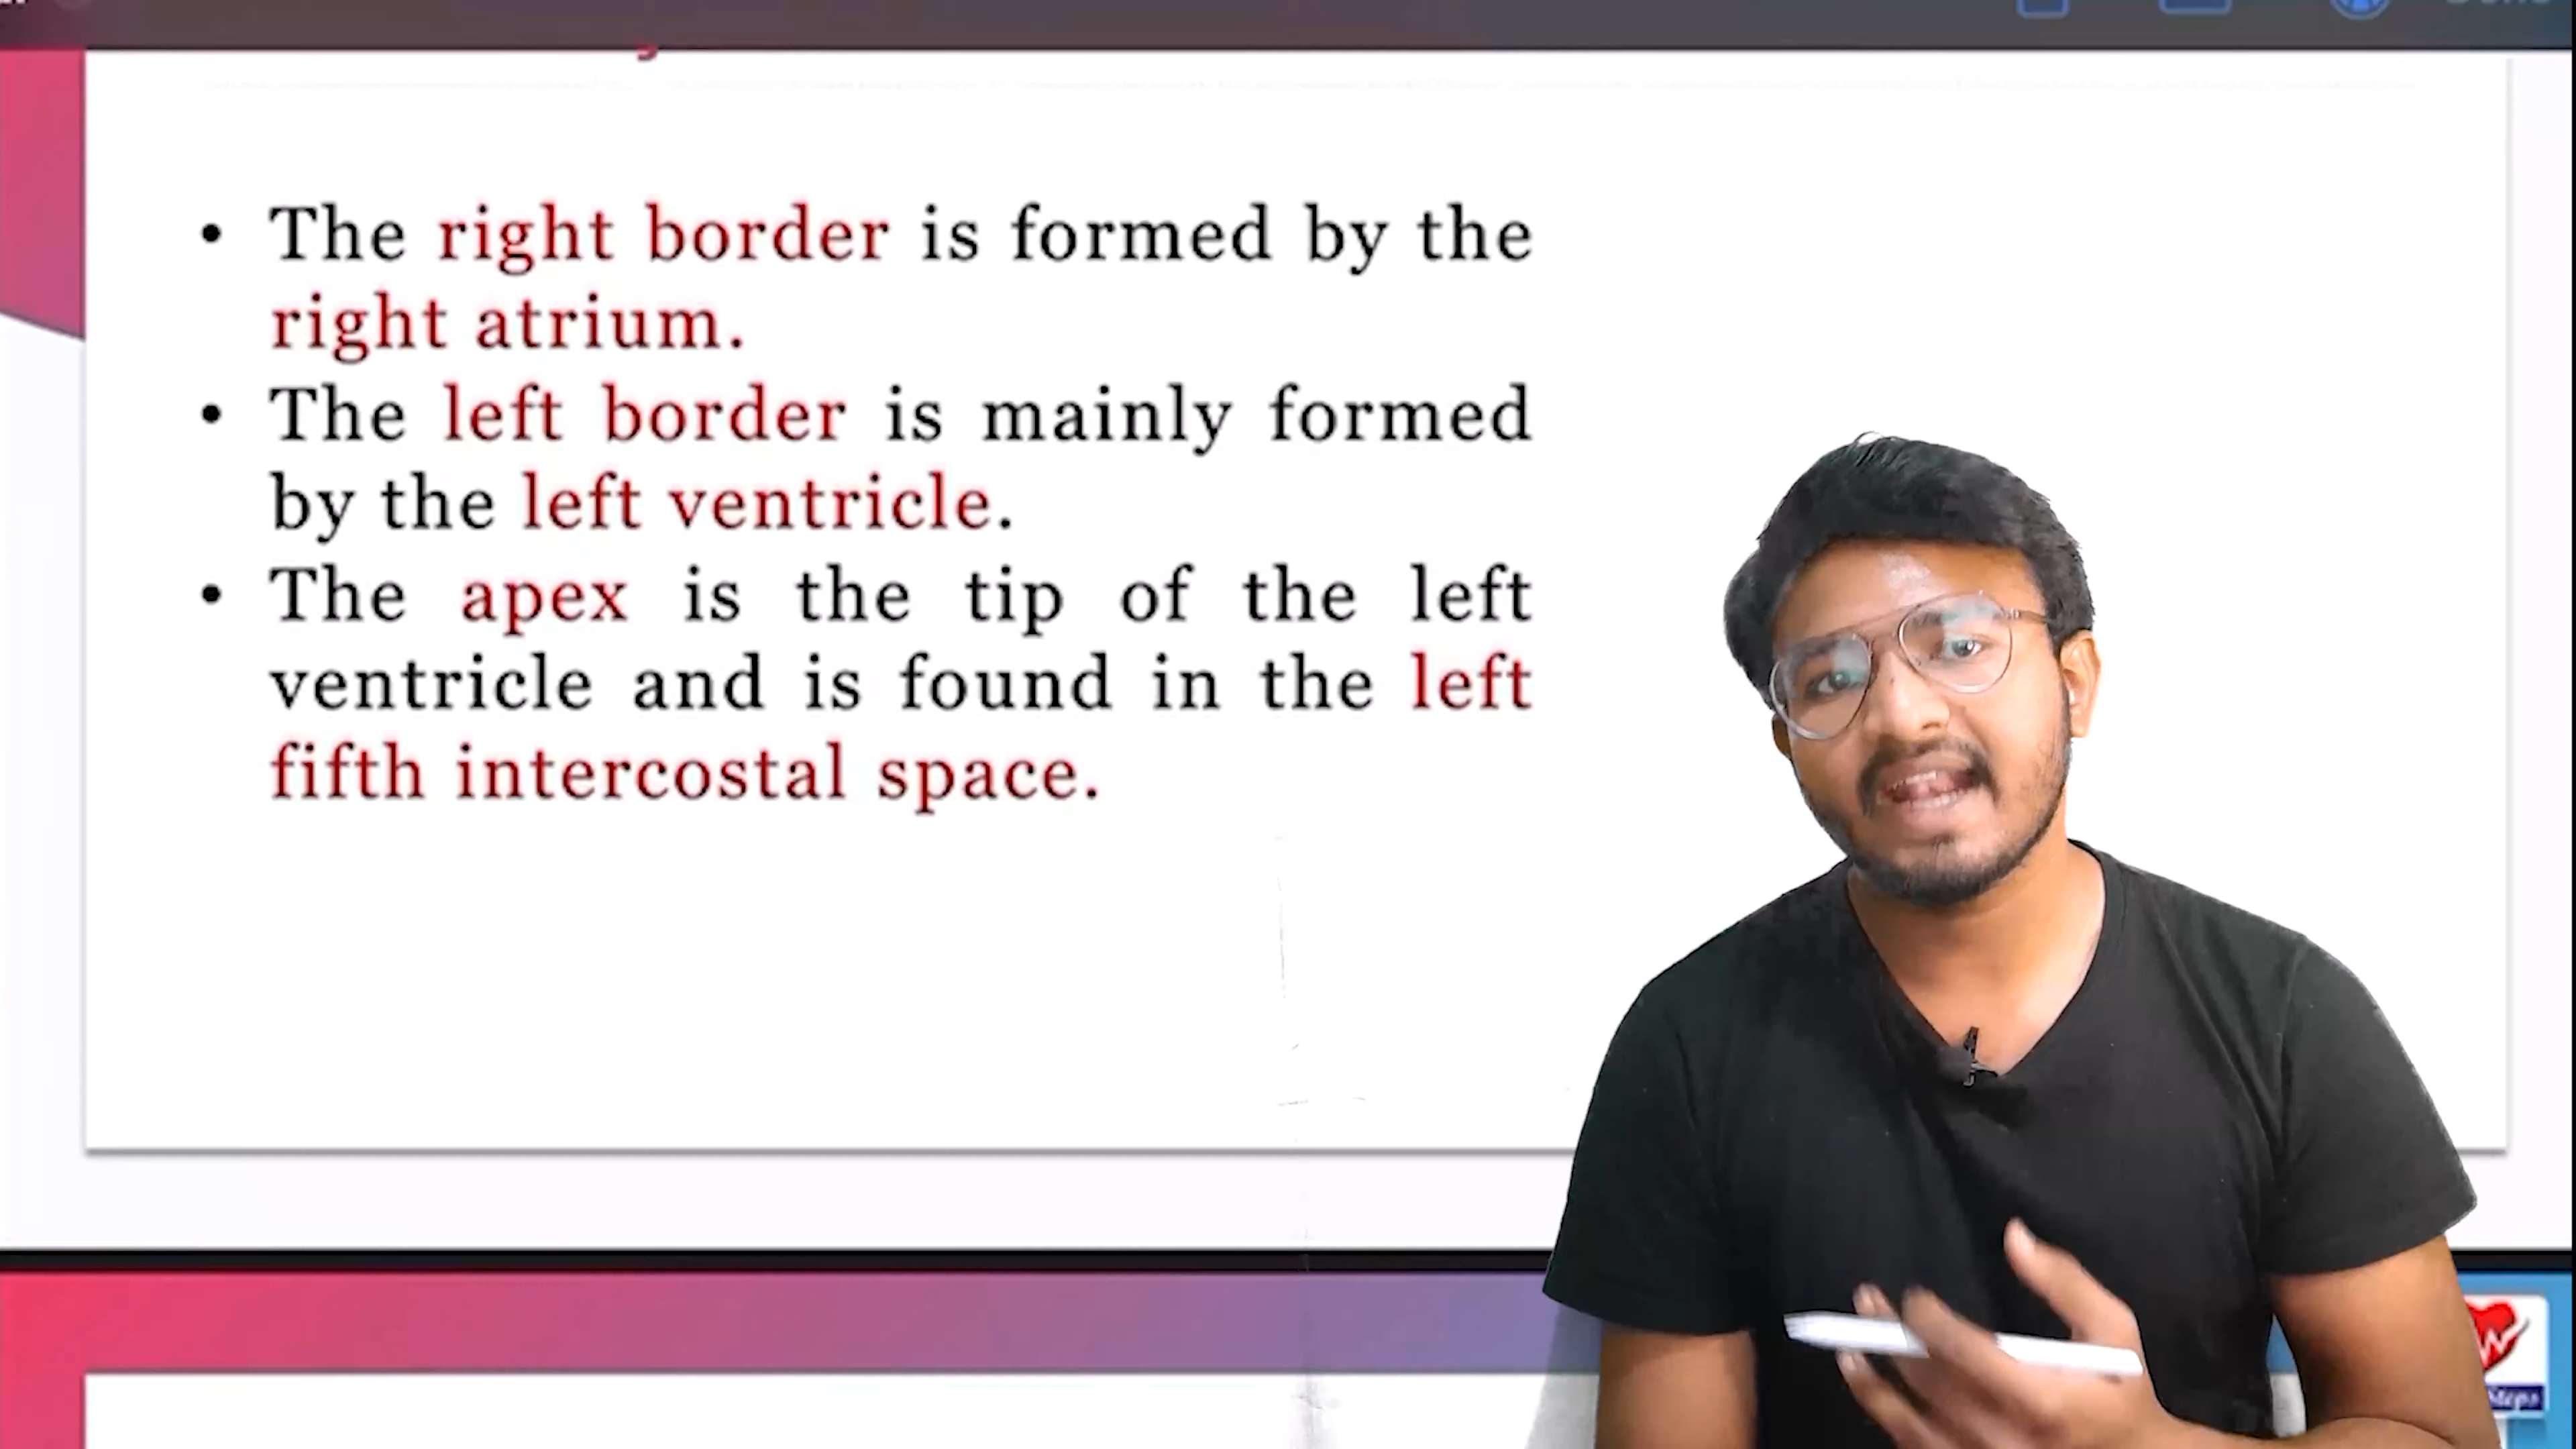 • The right border is formed by the
right atrium.
• The left border is mainly formed
by the left ventricle.
• The apex is the tip of the left
ventricle and is found in the left
fifth intercostal space.
Steps